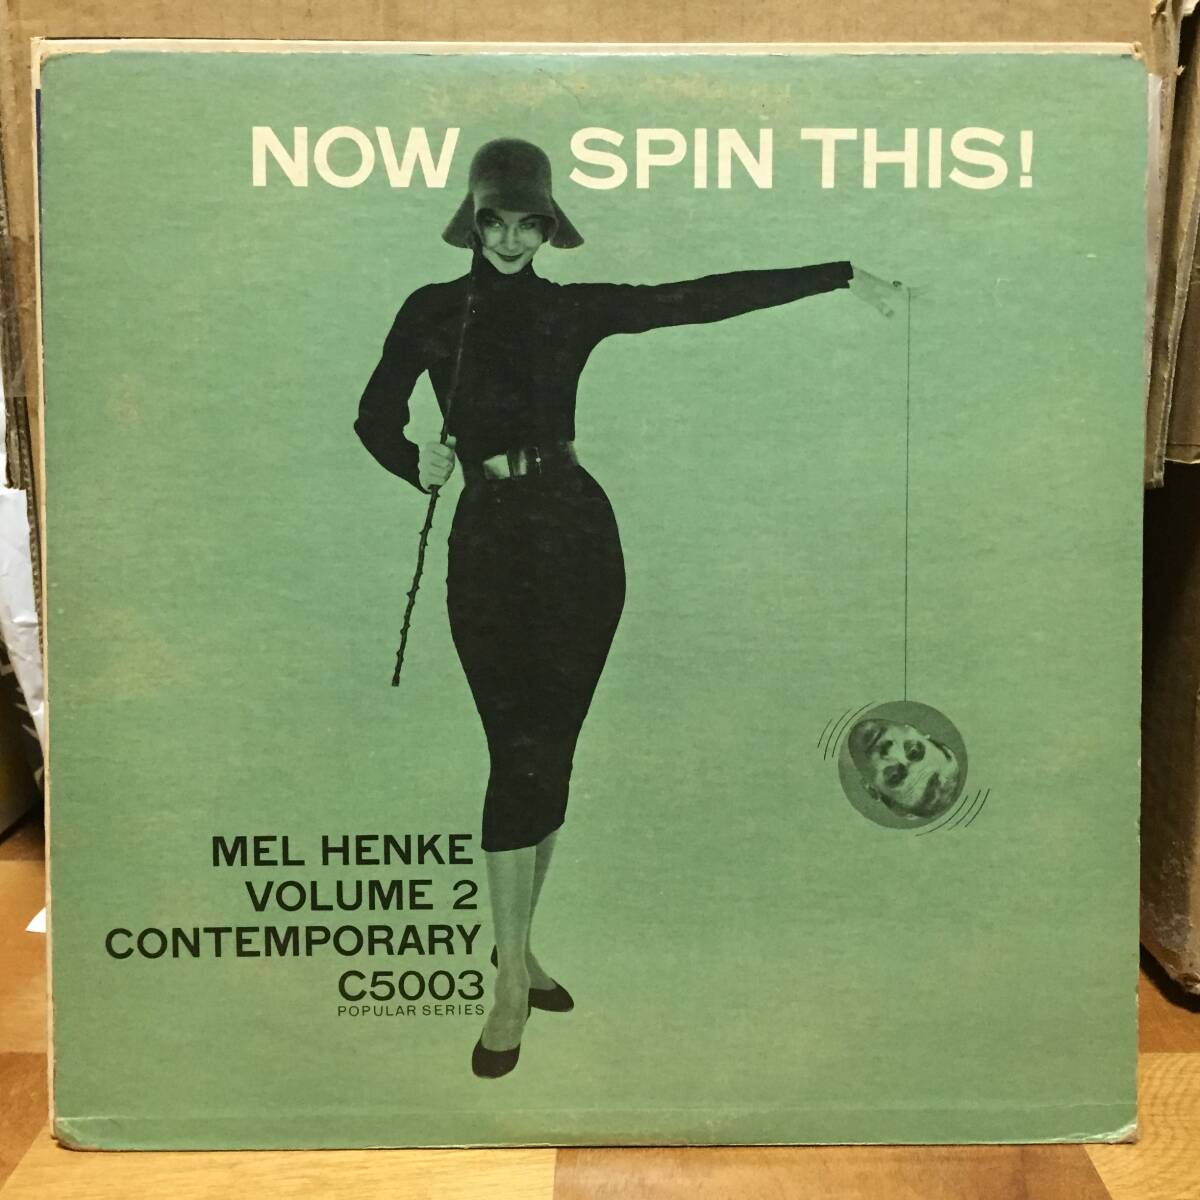 NOW SPIN THIS!
MEL HENKE
VOLUME 2
CONTEMPORARY
C5003
POPULAR SERIES